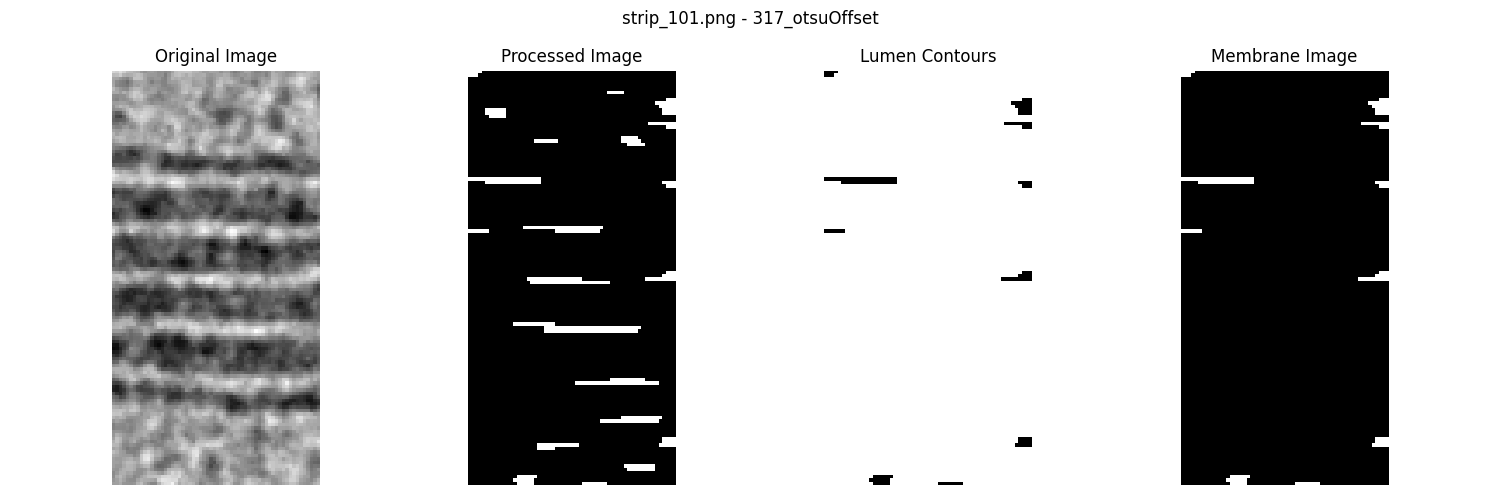 strip_101.png - 317_otsuOffset
Original Image
Processed Image
Lumen Contours
Membrane Image